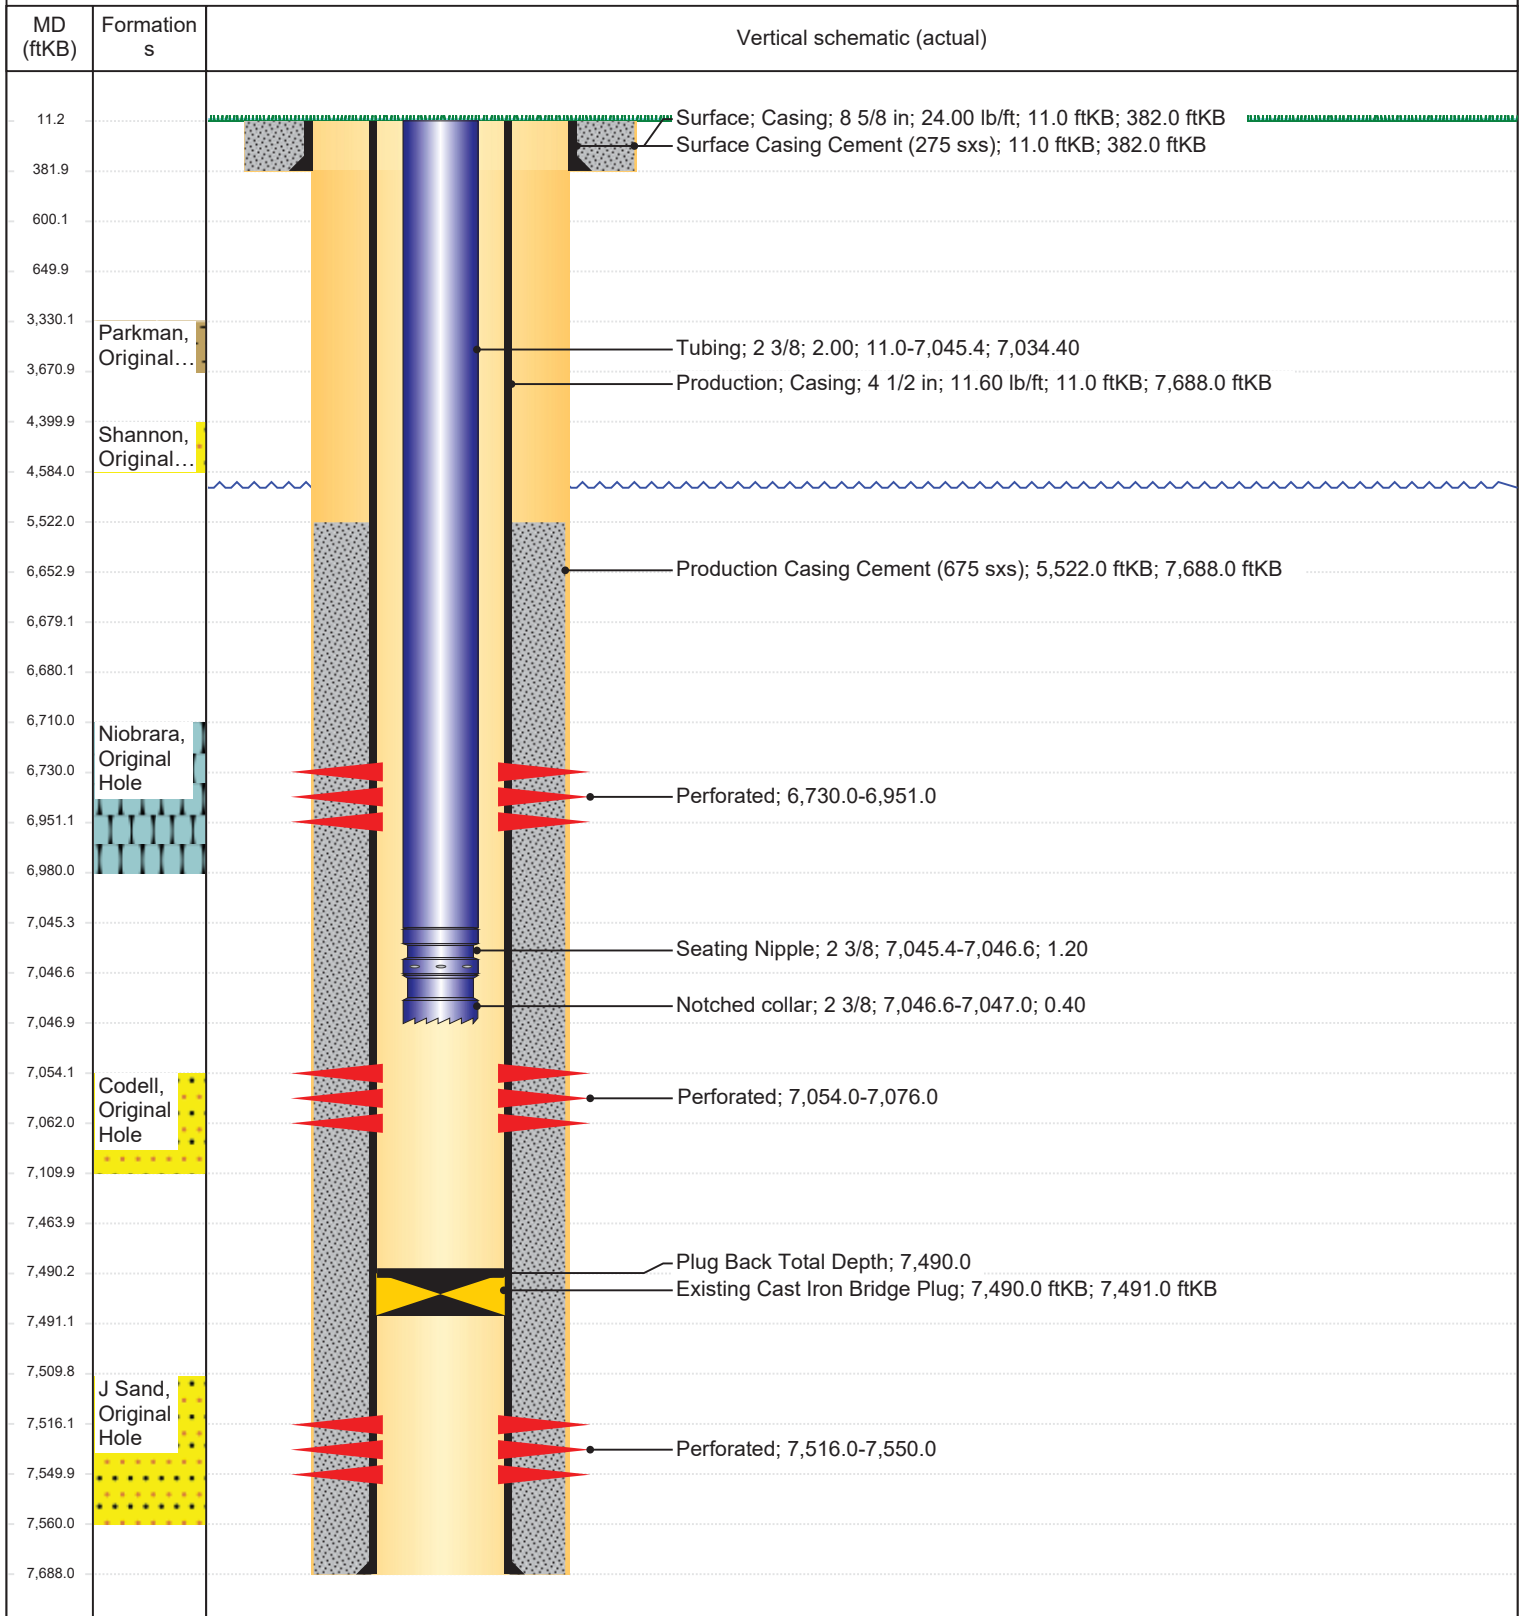 MD
(ftKB)
Formation
s
Vertical schematic (actual)
11.2
Surface; Casing; 8 5/8 in; 24.00 lb/ft; 11.0 ftKB; 382.0 ftKB
Surface Casing Cement (275 sxs); 11.0 ftKB; 382.0 ftKB
381.9
600.1
649.9
3,330.1
Parkman,
Original…
Tubing; 2 3/8; 2.00; 11.0-7,045.4; 7,034.40
3,670.9
Production; Casing; 4 1/2 in; 11.60 lb/ft; 11.0 ftKB; 7,688.0 ftKB
4,399.9
Shannon,
Original…
4,584.0
5,522.0
6,652.9
Production Casing Cement (675 sxs); 5,522.0 ftKB; 7,688.0 ftKB
6,679.1
6,680.1
6,710.0
Niobrara,
Original
Hole
6,730.0
Perforated; 6,730.0-6,951.0
6,951.1
6,980.0
7,045.3
Seating Nipple; 2 3/8; 7,045.4-7,046.6; 1.20
7,046.6
Notched collar; 2 3/8; 7,046.6-7,047.0; 0.40
7,046.9
7,054.1
Codell,
Original
Hole
Perforated; 7,054.0-7,076.0
7,062.0
7,109.9
7,463.9
Plug Back Total Depth; 7,490.0
7,490.2
Existing Cast Iron Bridge Plug; 7,490.0 ftKB; 7,491.0 ftKB
7,491.1
7,509.8
J Sand,
Original
Hole
7,516.1
Perforated; 7,516.0-7,550.0
7,549.9
7,560.0
7,688.0